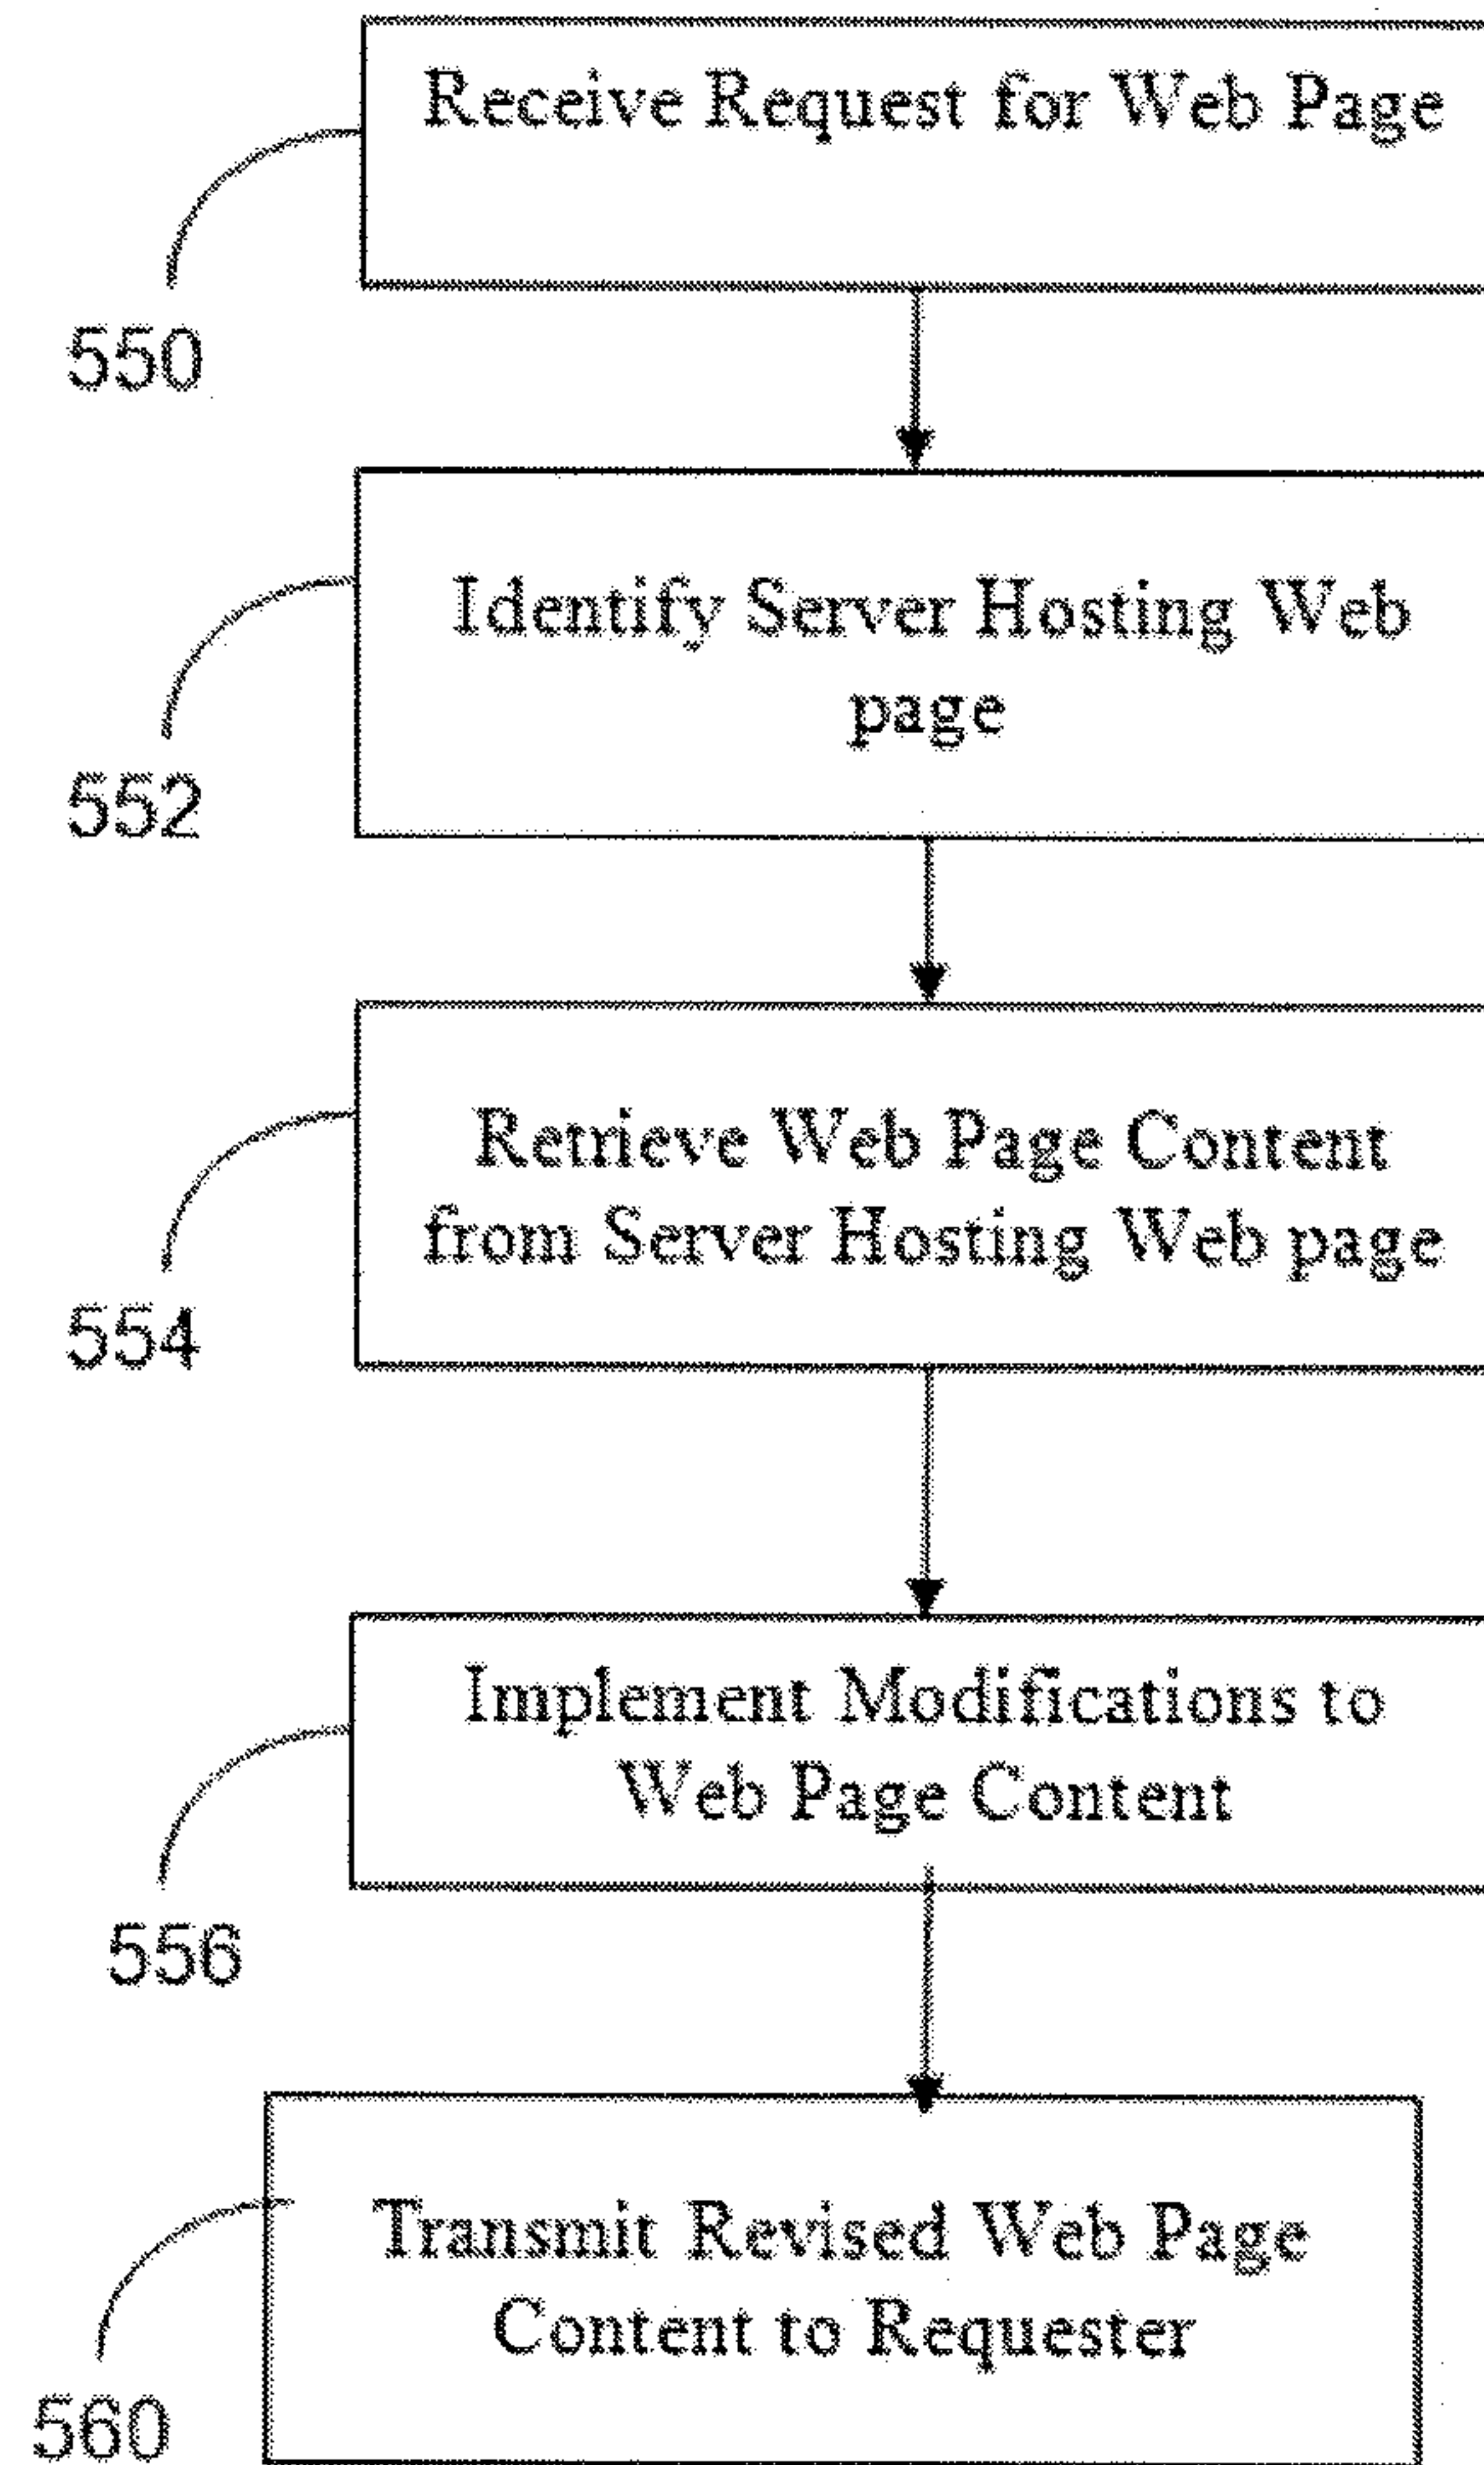 Receive Request for Web Page
550
Identify Server Hosting Web
page
552
Retrieve Web Page Content
from Server Hosting Web page
554
Implement Modifications to
Web Page Content
556
Transmit Revised Web Page
Content to Requester
560